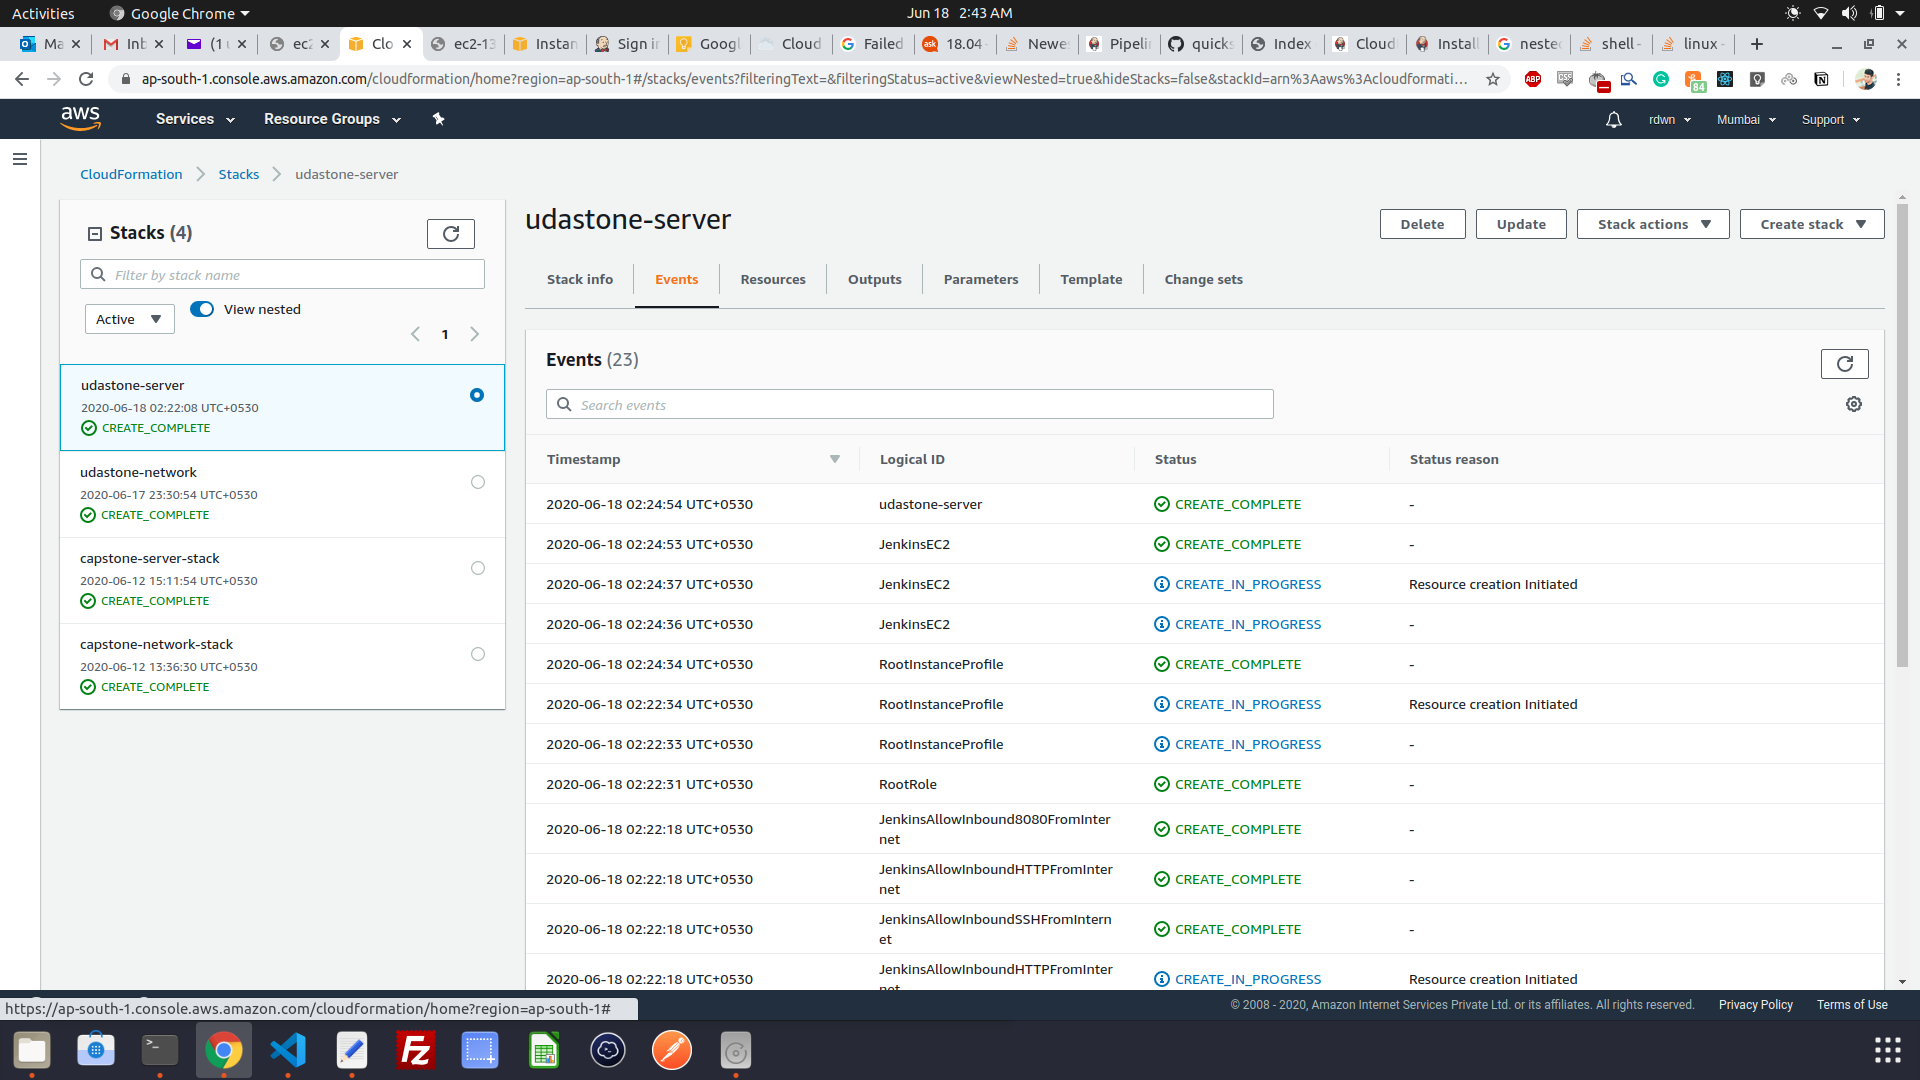 Activities
Google Chrome
Jun 18 2:43 AM
Ma
Inb
(1 u
ec2
Clo
ec2-13
Instan
Sign in
Googl
Cloud
Failed
18.04
Newes
Pipelin
quicks
Index
Cloud
Install
nested
shell -
linux -
ap-south-1.console.aws.amazon.com/cloudformation/home?region=ap-south-1#/stacks/events?filteringText=&filteringStatus=active&viewNested=true&hideStacks=false&stackId=arn%3Aaws%3Acloudformati...
ABP
84
aws
Services
Resource Groups
rdwn
Mumbai
Support
CloudFormation
Stacks
udastone-server
Stacks (4)
Filter by stack name
Active
View nested
1
udastone-server
2020-06-18 02:22:08 UTC+0530
CREATE_COMPLETE
udastone-network
2020-06-17 23:30:54 UTC+0530
CREATE_COMPLETE
capstone-server-stack
2020-06-12 15:11:54 UTC+0530
CREATE_COMPLETE
capstone-network-stack
2020-06-12 13:36:30 UTC+0530
CREATE_COMPLETE
udastone-server
Delete
Update
Stack actions
Create stack
Stack info
Events
Resources
Outputs
Parameters
Template
Change sets
Events (23)
Search events
Timestamp Logical ID Status Status reason
2020-06-18 02:24:54 UTC+0530 udastone-server CREATE_COMPLETE -
2020-06-18 02:24:53 UTC+0530 JenkinsEC2 CREATE_COMPLETE -
2020-06-18 02:24:37 UTC+0530 JenkinsEC2 CREATE_IN_PROGRESS Resource creation Initiated
2020-06-18 02:24:36 UTC+0530 JenkinsEC2 CREATE_IN_PROGRESS -
2020-06-18 02:24:34 UTC+0530 RootInstanceProfile CREATE_COMPLETE -
2020-06-18 02:22:34 UTC+0530 RootInstanceProfile CREATE_IN_PROGRESS Resource creation Initiated
2020-06-18 02:22:33 UTC+0530 RootInstanceProfile CREATE_IN_PROGRESS -
2020-06-18 02:22:31 UTC+0530 RootRole CREATE_COMPLETE -
2020-06-18 02:22:18 UTC+0530 JenkinsAllowInbound8080FromInter
net CREATE_COMPLETE -
2020-06-18 02:22:18 UTC+0530 JenkinsAllowInboundHTTPFromInter
net CREATE_COMPLETE -
2020-06-18 02:22:18 UTC+0530 JenkinsAllowInboundSSHFromIntern
et CREATE_COMPLETE -
2020-06-18 02:22:18 UTC+0530 JenkinsAllowInboundHTTPFromInter
net CREATE_IN_PROGRESS Resource creation Initiated
https://ap-south-1.console.aws.amazon.com/cloudformation/home?region=ap-south-1#
© 2008 - 2020, Amazon Internet Services Private Ltd. or its affiliates. All rights reserved.
Privacy Policy
Terms of Use
Fz